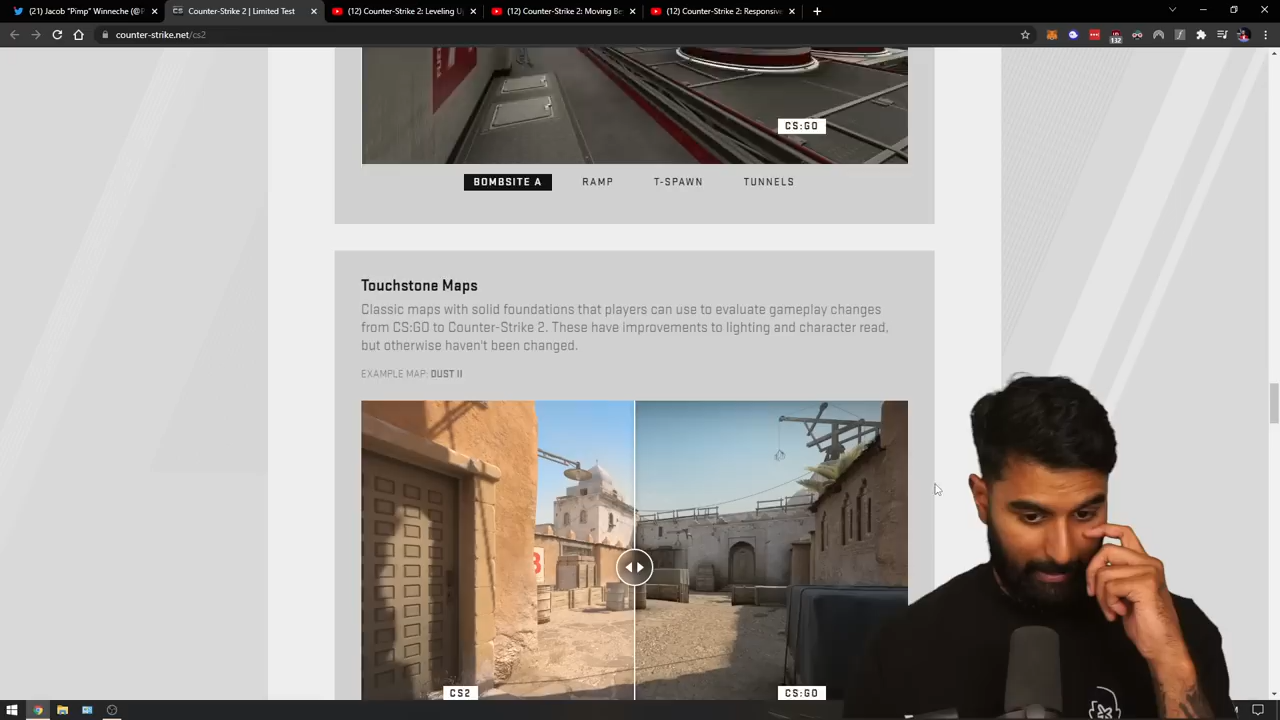 (21) Jacob "Pimp" Winneche (@P
Counter-Strike 2 | Limited Test
(12) Counter-Strike 2: Leveling U
(12) Counter-Strike 2: Moving Be
(12) Counter-Strike 2: Responsive
counter-strike.net/cs2
132
CS:GO
BOMBSITE A
RAMP
T-SPAWN
TUNNELS
Touchstone Maps
Classic maps with solid foundations that players can use to evaluate gameplay changes
from CS:GO to Counter-Strike 2. These have improvements to lighting and character read,
but otherwise haven't been changed.
EXAMPLE MAP: DUST II
CS2
CS:GO